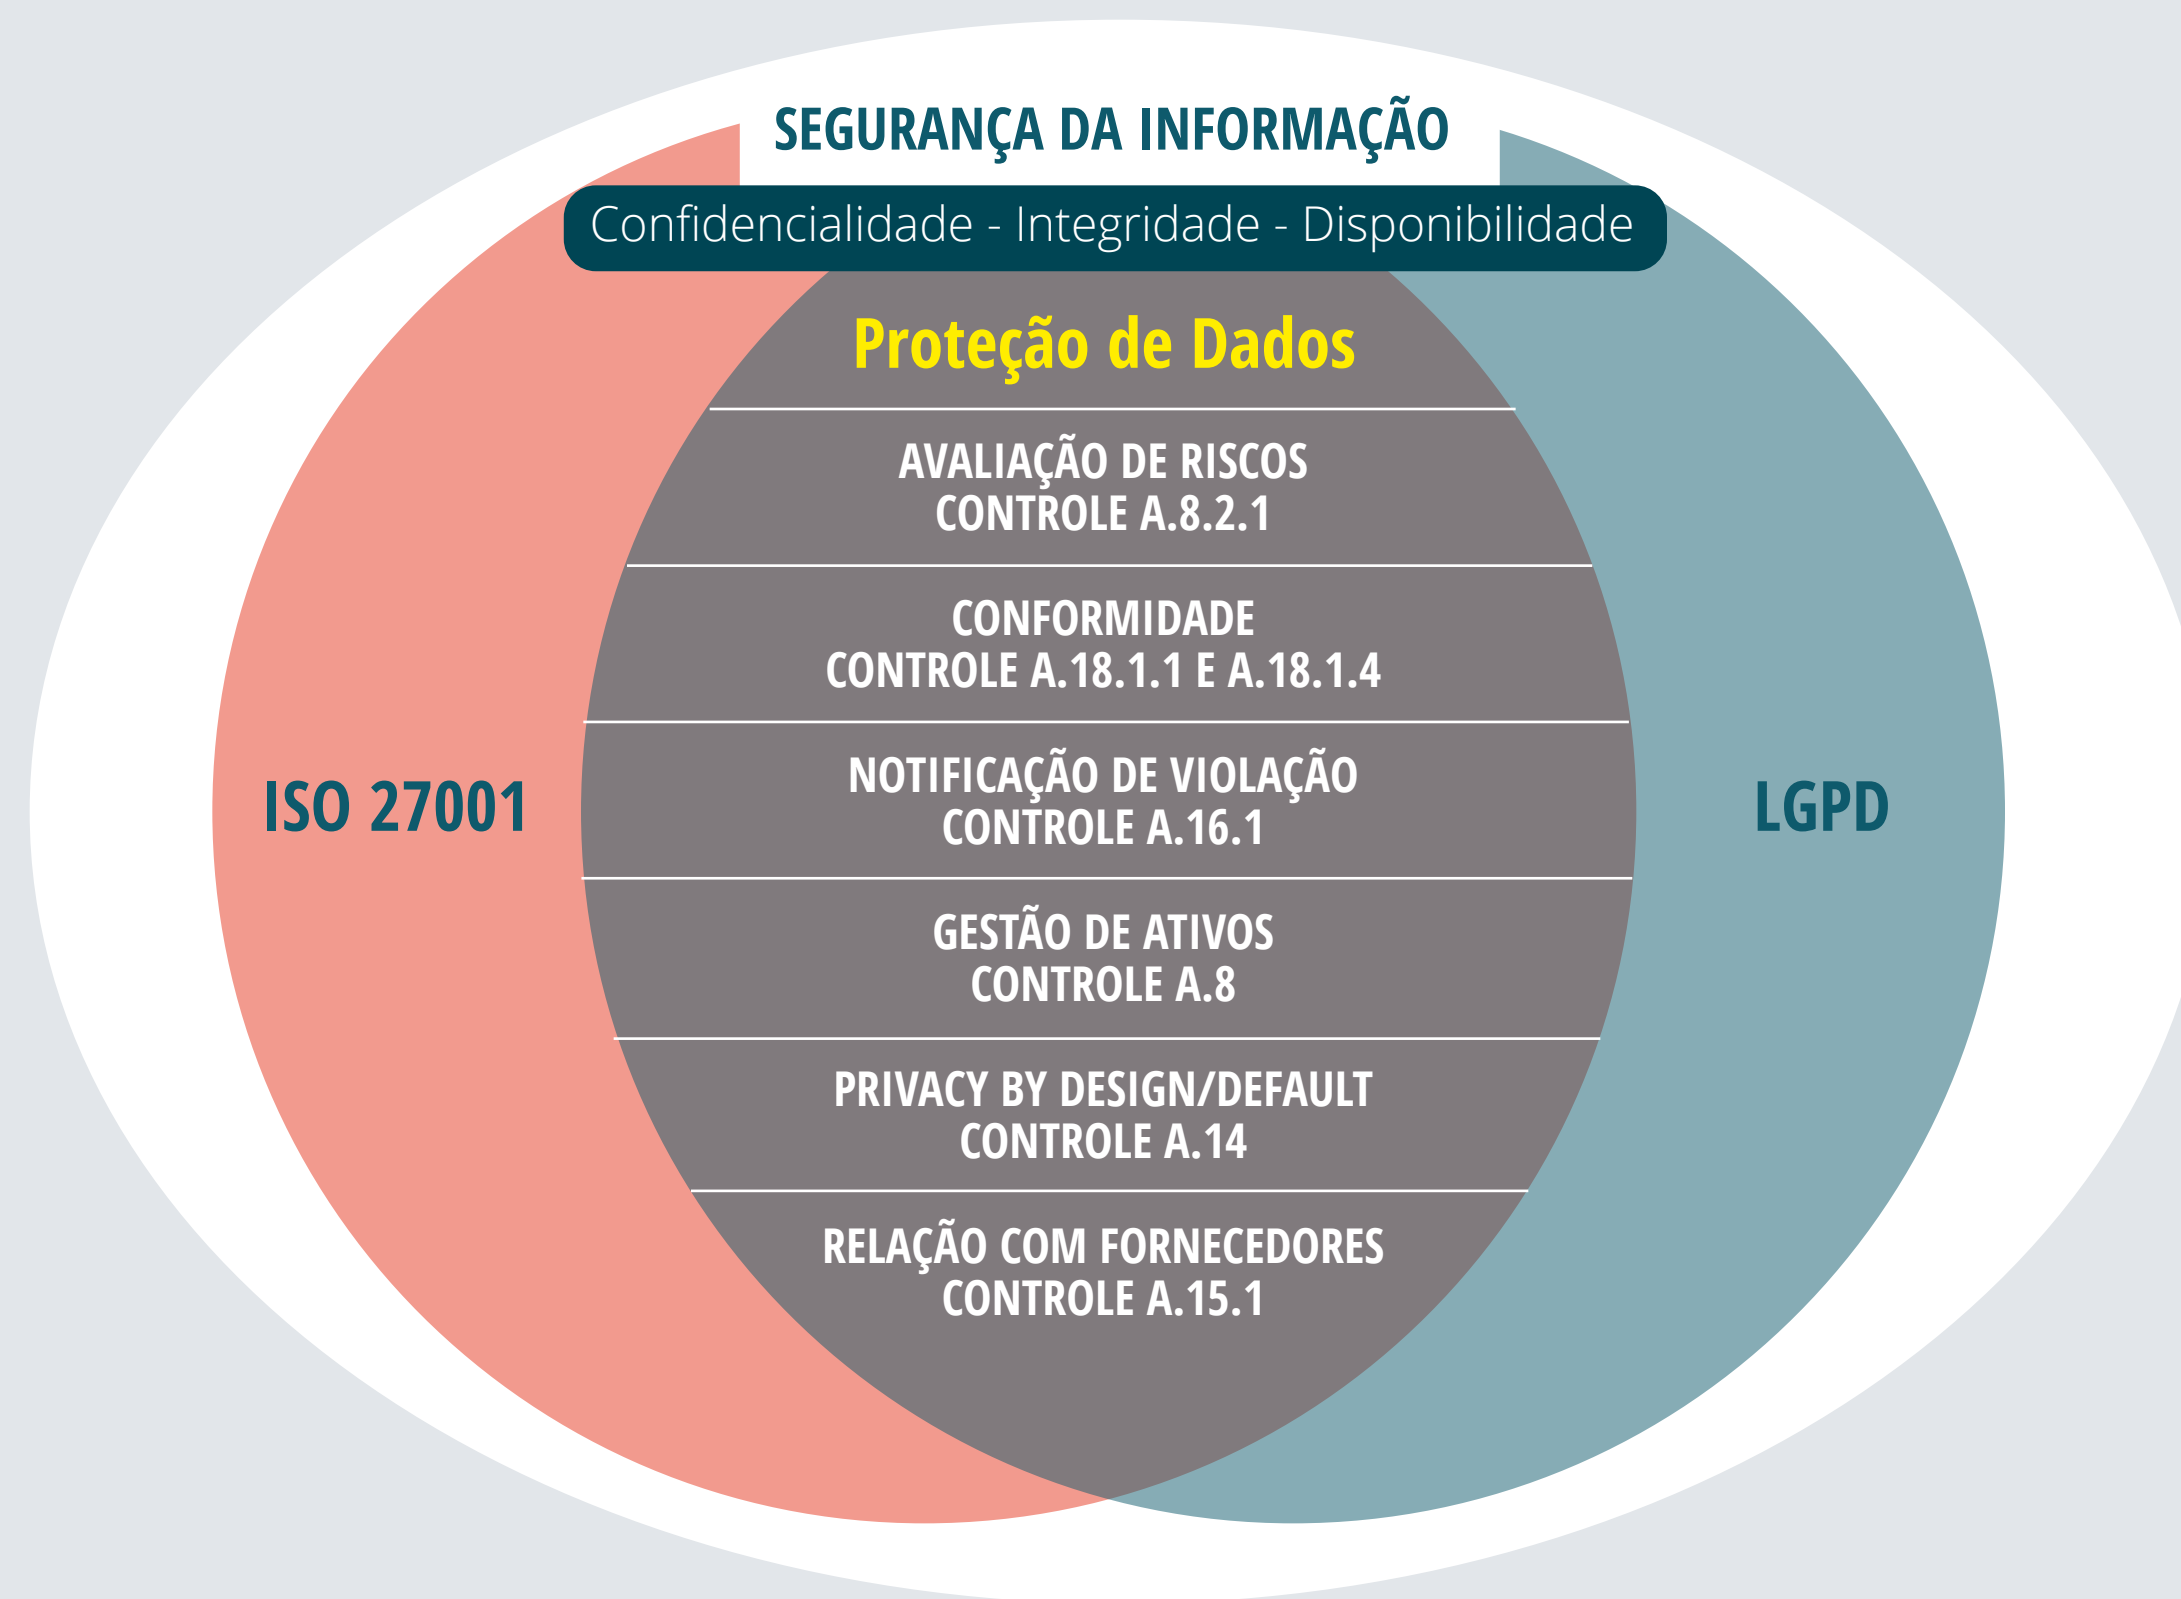 SEGURANÇA DA INFORMAÇÃO
Confidencialidade - Integridade - Disponibilidade
Proteção de Dados
AVALIAÇÃO DE RISCOS
CONTROLE A.8.2.1
CONFORMIDADE
CONTROLE A.18.1.1 E A.18.1.4
NOTIFICAÇÃO DE VIOLAÇÃO
CONTROLE A.16.1
ISO 27001
LGPD
GESTÃO DE ATIVOS
CONTROLE A.8
PRIVACY BY DESIGN/DEFAULT
CONTROLE A.14
RELAÇÃO COM FORNECEDORES
CONTROLE A.15.1